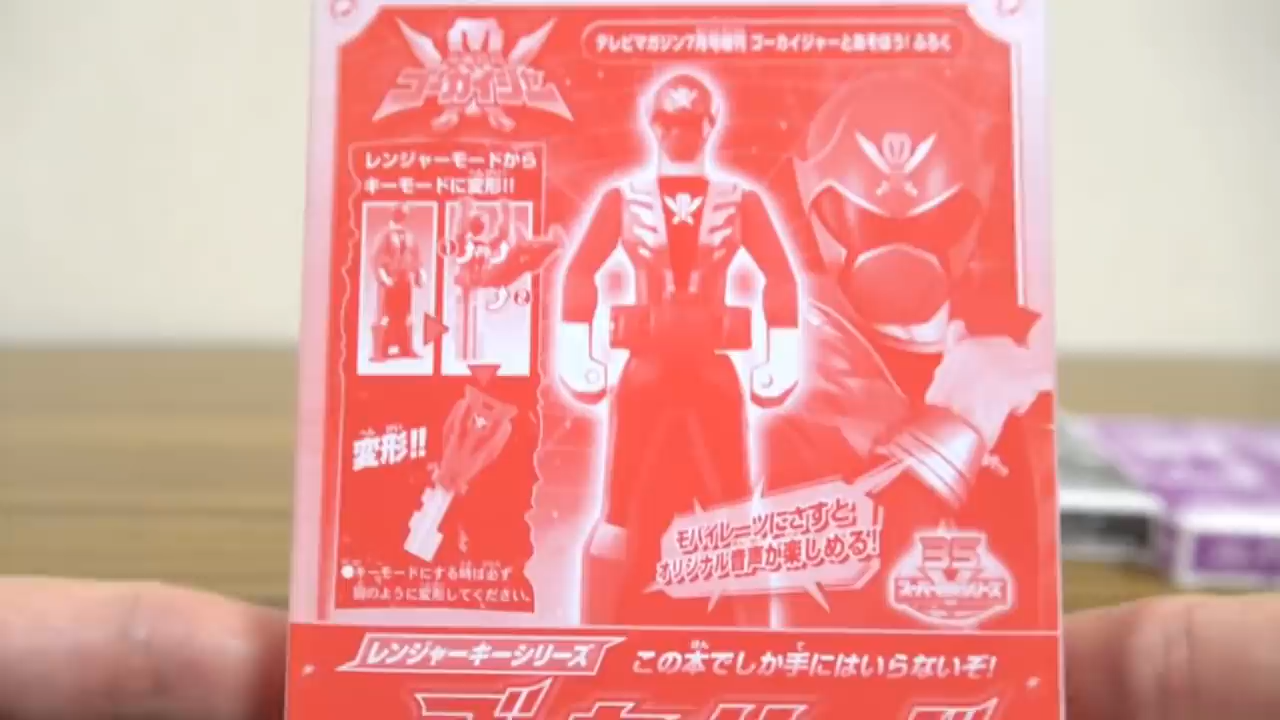 ゴーカイジャー
テレビマガジン7月号増刊 ゴーカイジャーとあそぼう! ふろく
レンジャーモードから
キーモードに変形!!
変形!!
●キーモードにする時は必ず
図のように変形してください。
モバイレーツにさすと
オリジナル音声が楽しめる!
35
スーパー戦隊シリーズ
レンジャーキーシリーズ
この本でしか手にはいらないぞ!